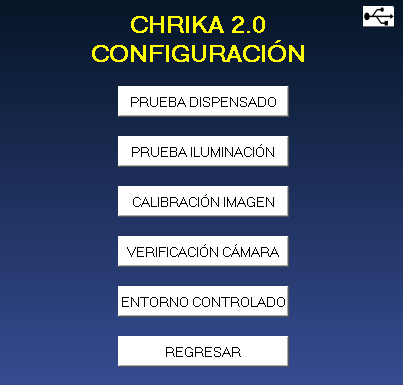 CHRIKA 2.0
CONFIGURACIÓN
PRUEBA DISPENSADO
PRUEBA ILUMINACIÓN
CALIBRACIÓN IMAGEN
VERIFICACIÓN CÁMARA
ENTORNO CONTROLADO
REGRESAR